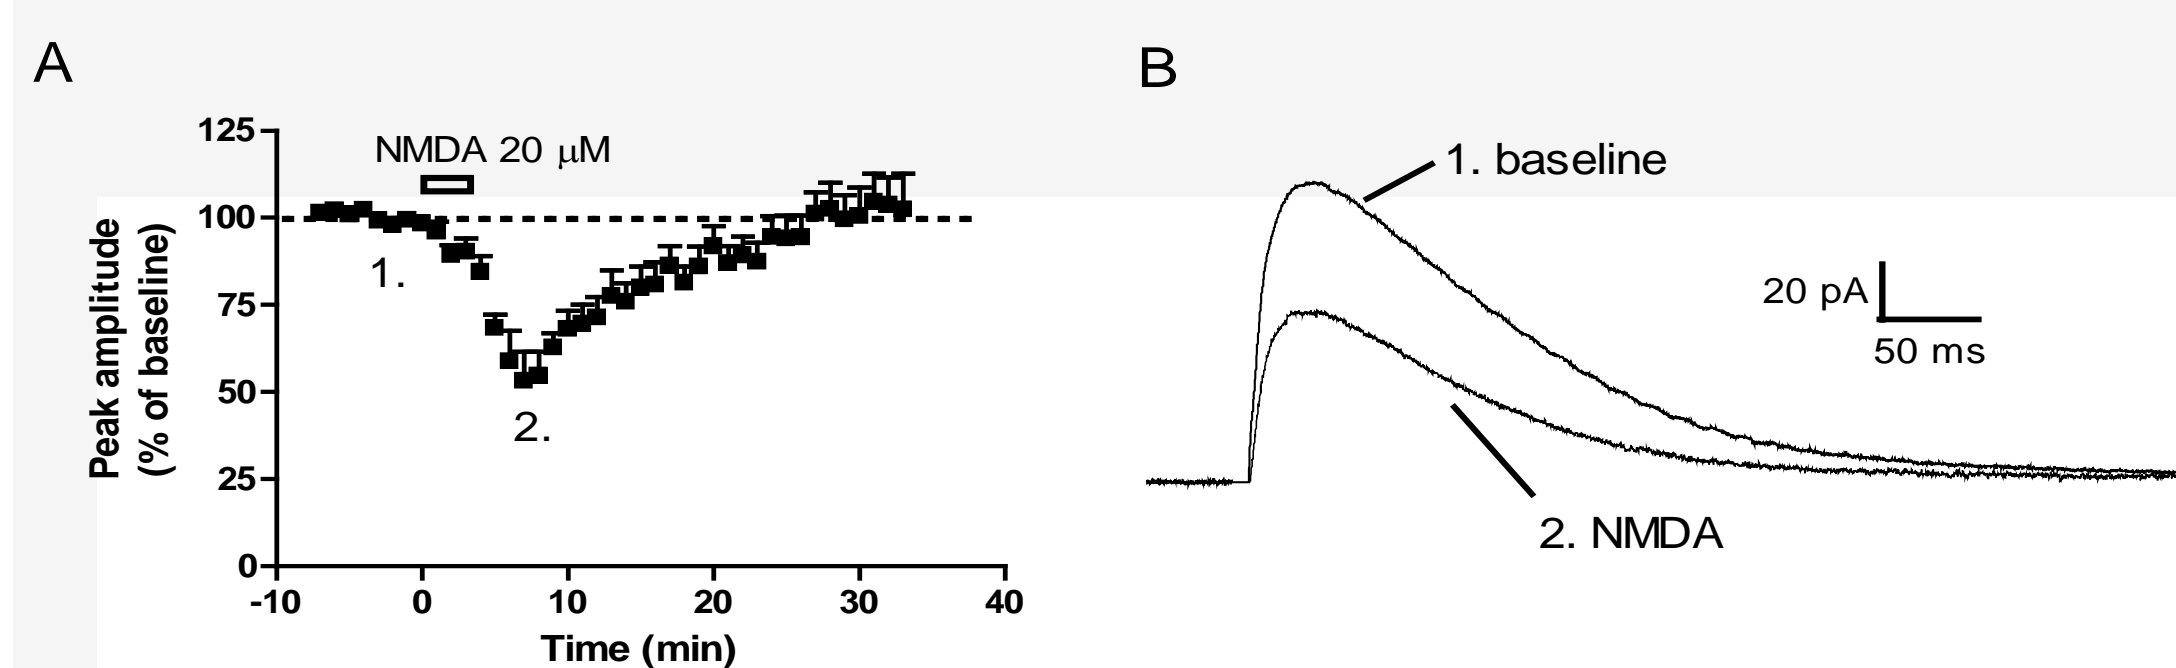 A
B
125
NMDA 20 μM
1. baseline
100
1.
20 pA
75
50 ms
Peak amplitude
(% of baseline)
50
2.
25
2. NMDA
0
-10 0 10 20 30 40
Time (min)